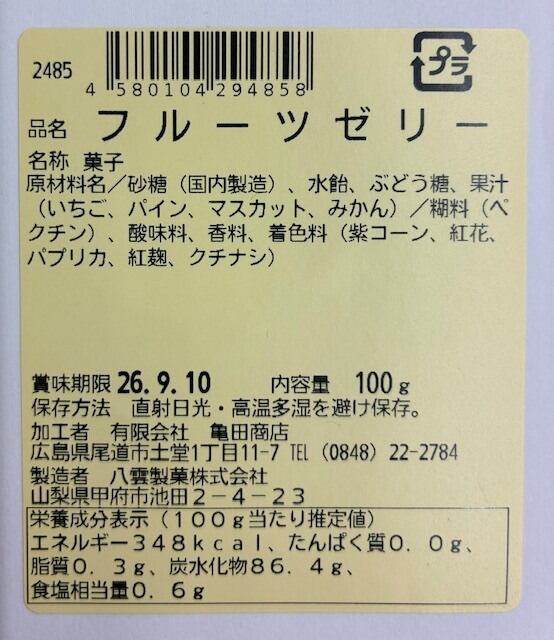 2485
4 580104 294858
プラ
品名 フルーツゼリー
名称 菓子
原材料名／砂糖（国内製造）、水飴、ぶどう糖、果汁
（いちご、パイン、マスカット、みかん）／糊料（ペ
クチン）、酸味料、香料、着色料（紫コーン、紅花、
パプリカ、紅麹、クチナシ）
賞味期限 26.9.10 内容量 100g
保存方法 直射日光・高温多湿を避け保存。
加工者 有限会社 亀田商店
広島県尾道市土堂1丁目11-7 TEL (0848) 22-2784
製造者 八雲製菓株式会社
山梨県甲府市池田２－４－２３
栄養成分表示（１００ｇ当たり推定値）
エネルギー３４８ｋｃａｌ、たんぱく質０．０ｇ、
脂質０．３ｇ、炭水化物８６．４ｇ、
食塩相当量０．６ｇ